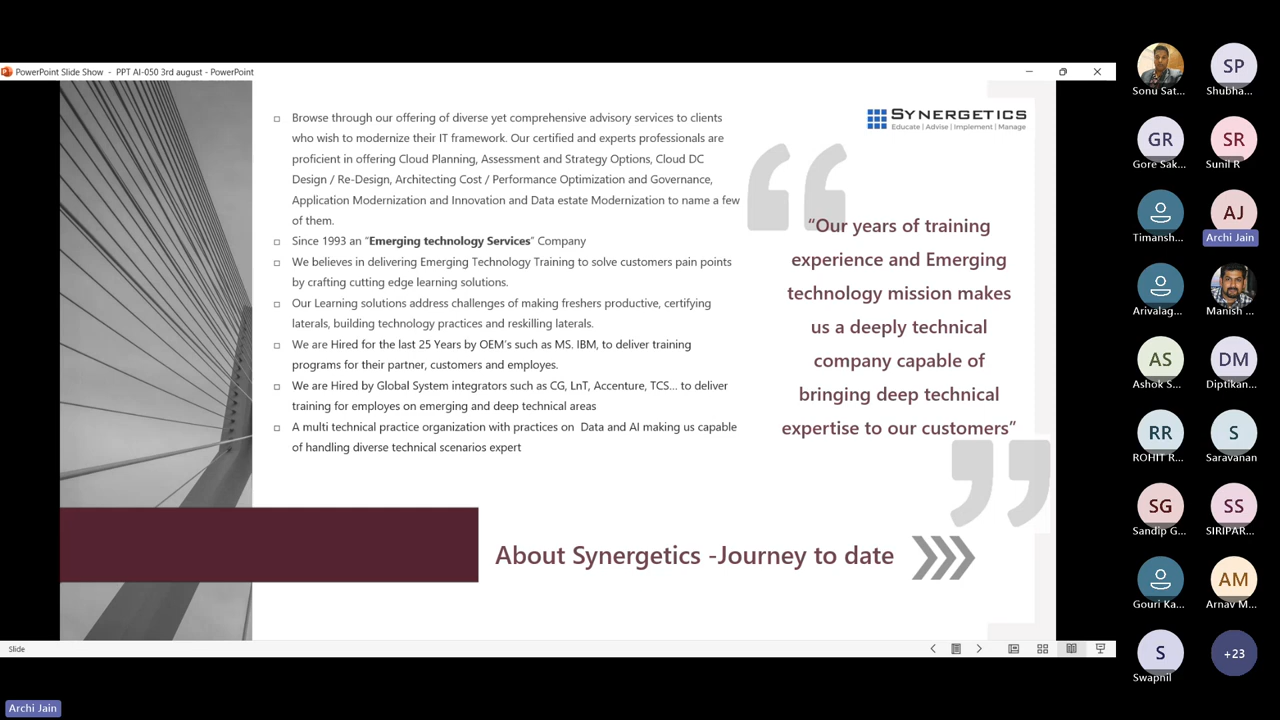 PowerPoint Slide Show - PPT AI-050 3rd august - PowerPoint
Browse through our offering of diverse yet comprehensive advisory services to clients
who wish to modernize their IT framework. Our certified and experts professionals are
proficient in offering Cloud Planning, Assessment and Strategy Options, Cloud DC
Design / Re-Design, Architecting Cost / Performance Optimization and Governance,
Application Modernization and Innovation and Data estate Modernization to name a few
of them.
Since 1993 an “Emerging technology Services” Company
We believes in delivering Emerging Technology Training to solve customers pain points
by crafting cutting edge learning solutions.
Our Learning solutions address challenges of making freshers productive, certifying
laterals, building technology practices and reskilling laterals.
We are Hired for the last 25 Years by OEM’s such as MS. IBM, to deliver training
programs for their partner, customers and employes.
We are Hired by Global System integrators such as CG, LnT, Accenture, TCS... to deliver
training for employes on emerging and deep technical areas
A multi technical practice organization with practices on Data and AI making us capable
of handling diverse technical scenarios expert
SYNERGETICS
Educate | Advise | Implement | Manage
“Our years of training
experience and Emerging
technology mission makes
us a deeply technical
company capable of
bringing deep technical
expertise to our customers”
About Synergetics -Journey to date
Slide
Archi Jain
Sonu Sat...
SP
Shubha...
GR
Gore Sak...
SR
Sunil R
Timansh...
AJ
Archi Jain
Arivalag...
Manish ...
AS
Ashok S...
DM
Diptikan...
RR
ROHIT R...
S
Saravanan
SG
Sandip G...
SS
SIRIPAR...
Gouri Ka...
AM
Arnav M...
S
Swapnil
+23